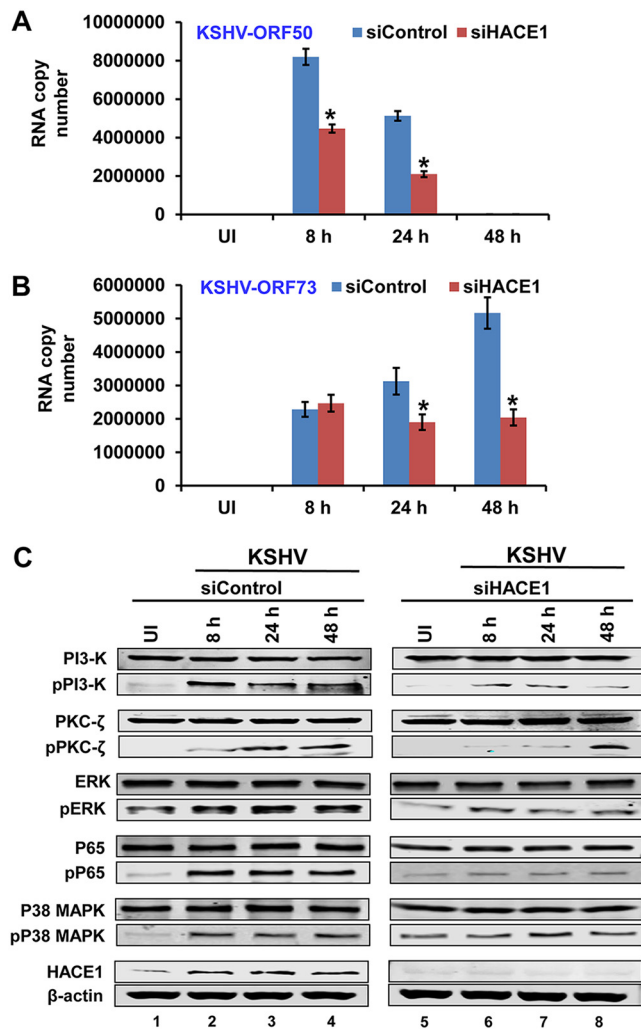 A
KSHV-ORF50
siControl
siHACE1
RNA copy
number
10000000
8000000
6000000
4000000
2000000
0
*
*
UI
8 h
24 h
48 h
B
KSHV-ORF73
siControl
siHACE1
RNA copy
number
6000000
5000000
4000000
3000000
2000000
1000000
0
*
*
UI
8 h
24 h
48 h
C
KSHV
KSHV
siControl
siHACE1
UI
8 h
24 h
48 h
UI
8 h
24 h
48 h
PI3-K
pPI3-K
PKC-ζ
pPKC-ζ
ERK
pERK
P65
pP65
P38 MAPK
pP38 MAPK
HACE1
β-actin
1 2 3 4 5 6 7 8